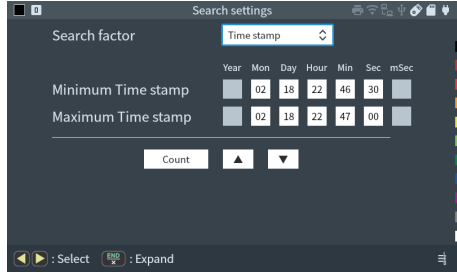 0 Search settings
Search factor Time stamp
Year Mon Day Hour Min Sec mSec
Minimum Time stamp 02 18 22 46 30
Maximum Time stamp 02 18 22 47 00
Count ▲ ▼
: Select END x : Expand